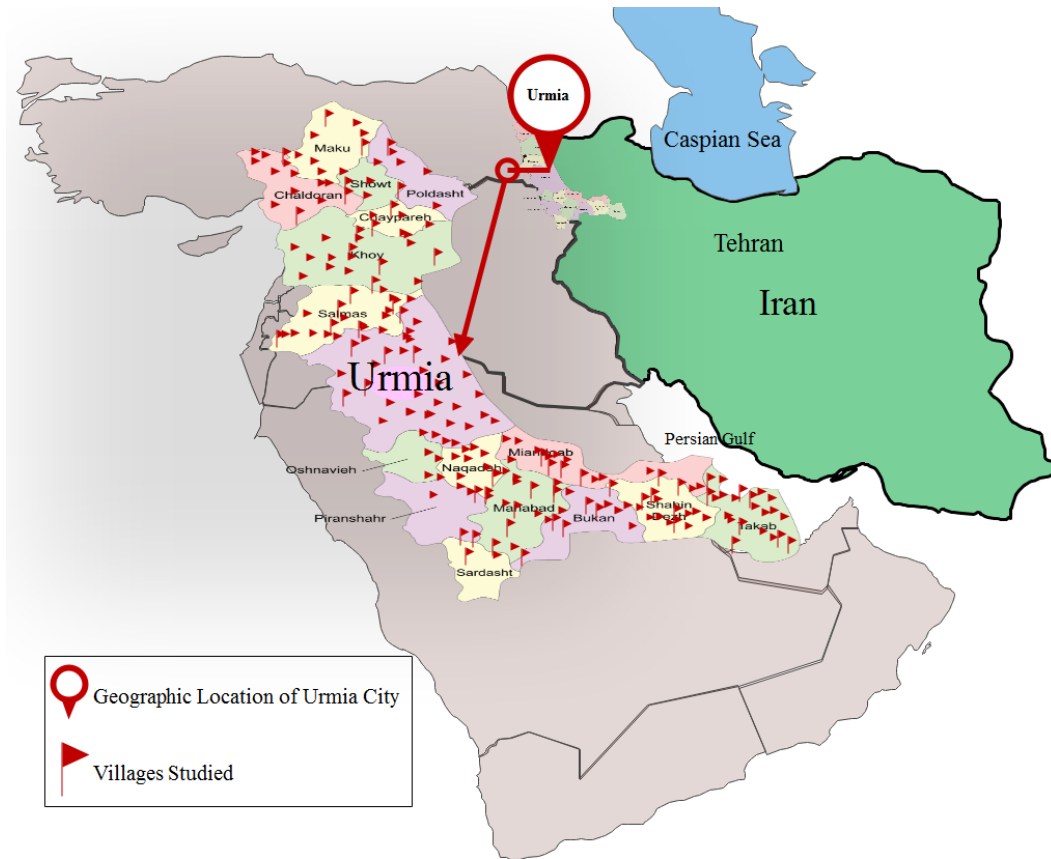 Urmia
Caspian Sea
Maku
Showt
Poldasht
Chaldoran
Chaypareh
Khoy
Tehran
Iran
Salmas
Urmia
Persian Gulf
Miandoab
Oshnavieh
Naqadeh
Piranshahr
Mahabad
Bukan
Shahin
Dezh
Takab
Sardasht
Geographic Location of Urmia City
Villages Studied